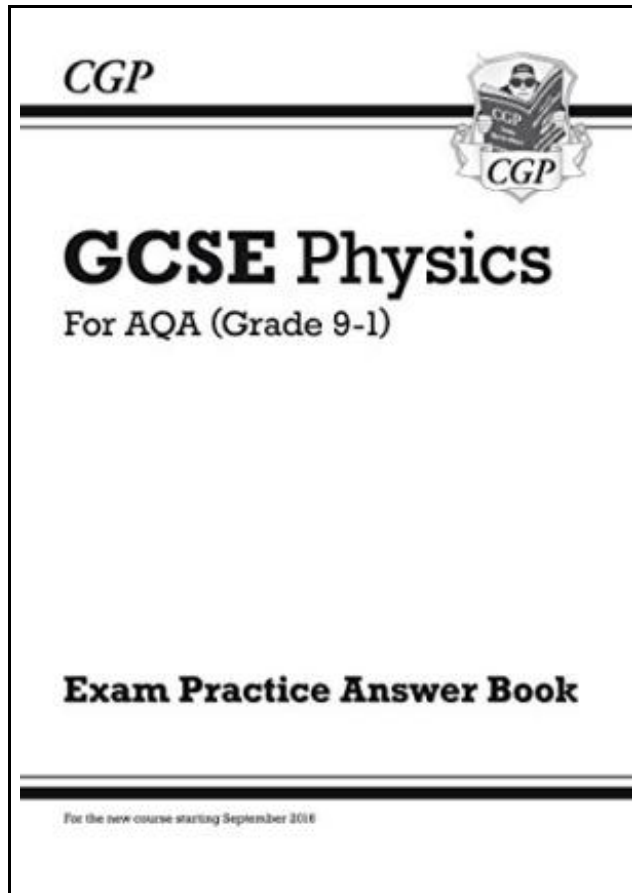 CGP
CGP
CGP
GCSE Physics
For AQA (Grade 9-1)
Exam Practice Answer Book
For the new course starting September 2016